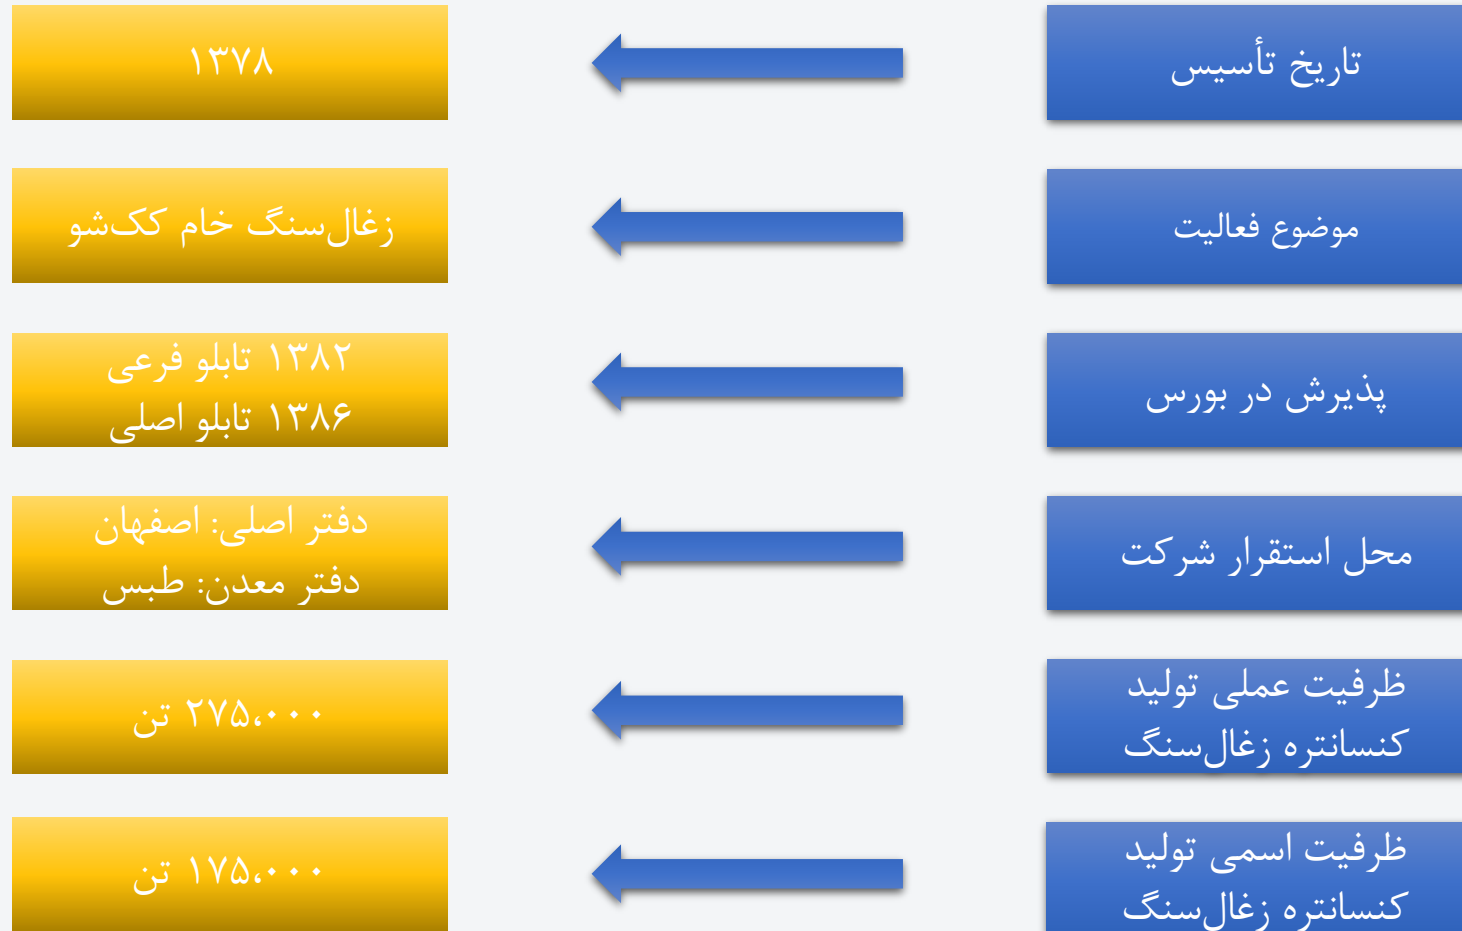 تاریخ تأسیس
۱۳۷۸
موضوع فعالیت
زغال‌سنگ خام کک‌شو
پذیرش در بورس
۱۳۸۲ تابلو فرعی
۱۳۸۶ تابلو اصلی
محل استقرار شرکت
دفتر اصلی: اصفهان
دفتر معدن: طبس
ظرفیت عملی تولید
کنسانتره زغال‌سنگ
۲۷۵،۰۰۰ تن
ظرفیت اسمی تولید
کنسانتره زغال‌سنگ
۱۷۵،۰۰۰ تن